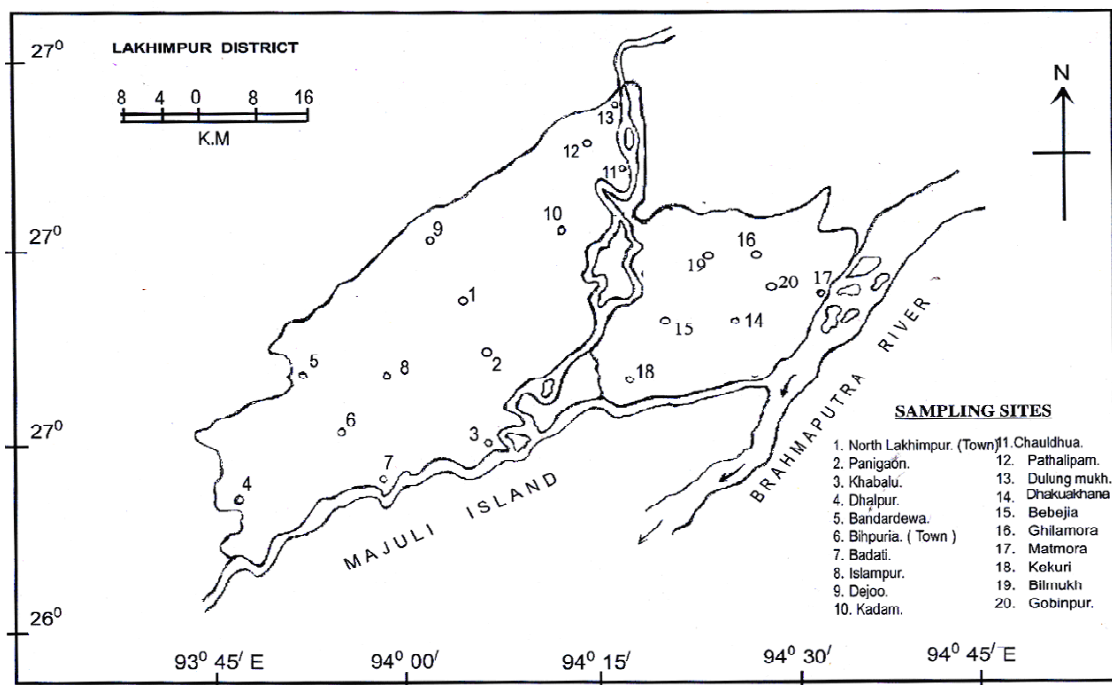 LAKHIMPUR DISTRICT
8 4 0 8 16
K.M
N
27⁰
27⁰
27⁰
26⁰
13
12
11
10
9
16
19
20
17
1
15
14
2
5
8
18
6
3
7
4
MAJULI ISLAND
BRAHMAPUTRA RIVER
SAMPLING SITES
1. North Lakhimpur. (Town)
2. Panigaon.
3. Khabalu.
4. Dhalpur.
5. Bandardewa.
6. Bihpuria. ( Town )
7. Badati.
8. Islampur.
9. Dejoo.
10. Kadam.
11. Chauldhua.
12. Pathalipam.
13. Dulung mukh.
14. Dhakuakhana
15. Bebejia
16. Ghilamora
17. Matmora
18. Kekuri
19. Bilmukh
20. Gobinpur.
93⁰ 45/ E 94⁰ 00/ 94⁰ 15/ 94⁰ 30/ 94⁰ 45/ E